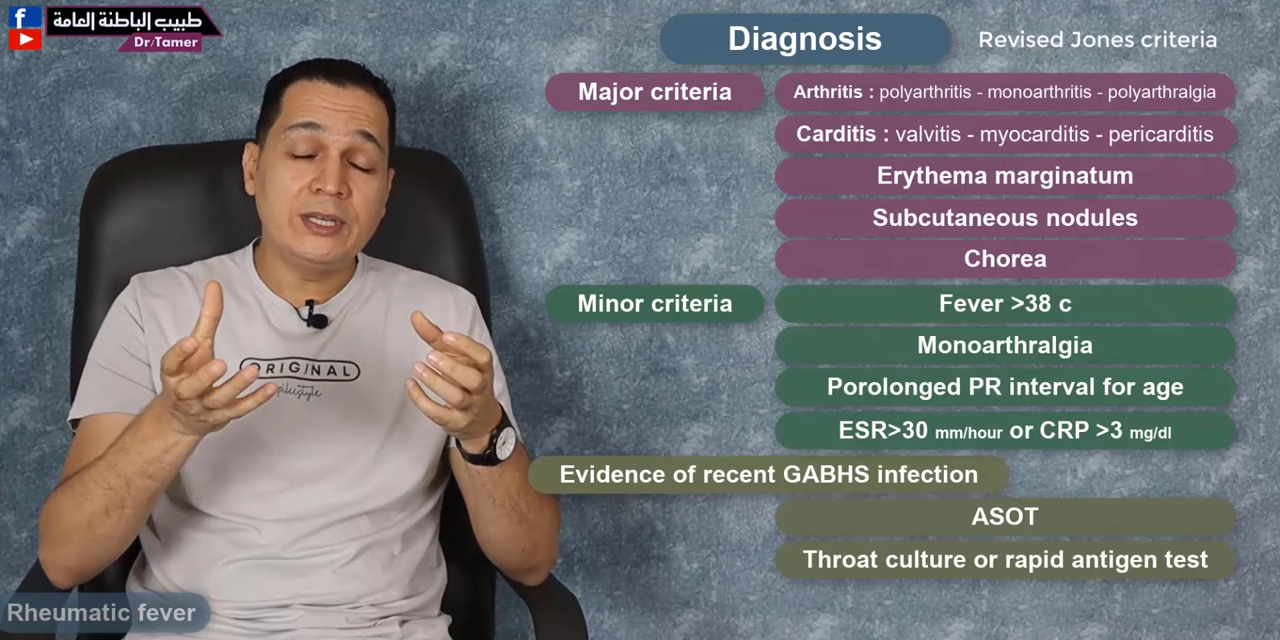 f
طبيب الباطنة العامة
Dr/Tamer
Diagnosis
Revised Jones criteria
Major criteria
Arthritis : polyarthritis - monoarthritis - polyarthralgia
Carditis : valvitis - myocarditis - pericarditis
Erythema marginatum
Subcutaneous nodules
Chorea
Minor criteria
Fever >38 c
Monoarthralgia
Porolonged PR interval for age
ESR>30 mm/hour or CRP >3 mg/dl
Evidence of recent GABHS infection
ASOT
Throat culture or rapid antigen test
ORIGINAL
Rheumatic fever